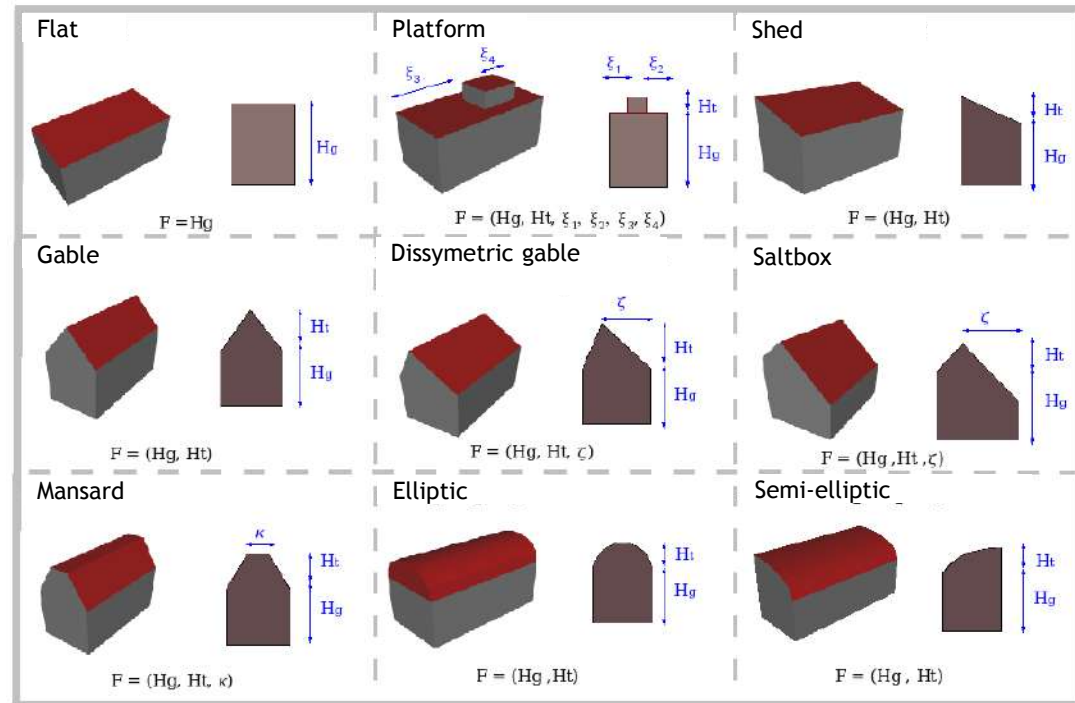 Flat
Hg
F = Hg
Platform
ξ₃
ξ₄
ξ₁
ξ₂
Ht
Hg
F = (Hg, Ht, ξ₁, ξ₂, ξ₃, ξ₄)
Shed
Ht
Hg
F = (Hg, Ht)
Gable
Ht
Hg
F = (Hg, Ht)
Dissymetric gable
ζ
Ht
Hg
F = (Hg, Ht, ζ)
Saltbox
ζ
Ht
Hg
F = (Hg ,Ht ,ζ)
Mansard
κ
Ht
Hg
F = (Hg, Ht, κ)
Elliptic
Ht
Hg
F = (Hg ,Ht)
Semi-elliptic
Ht
Hg
F = (Hg , Ht)